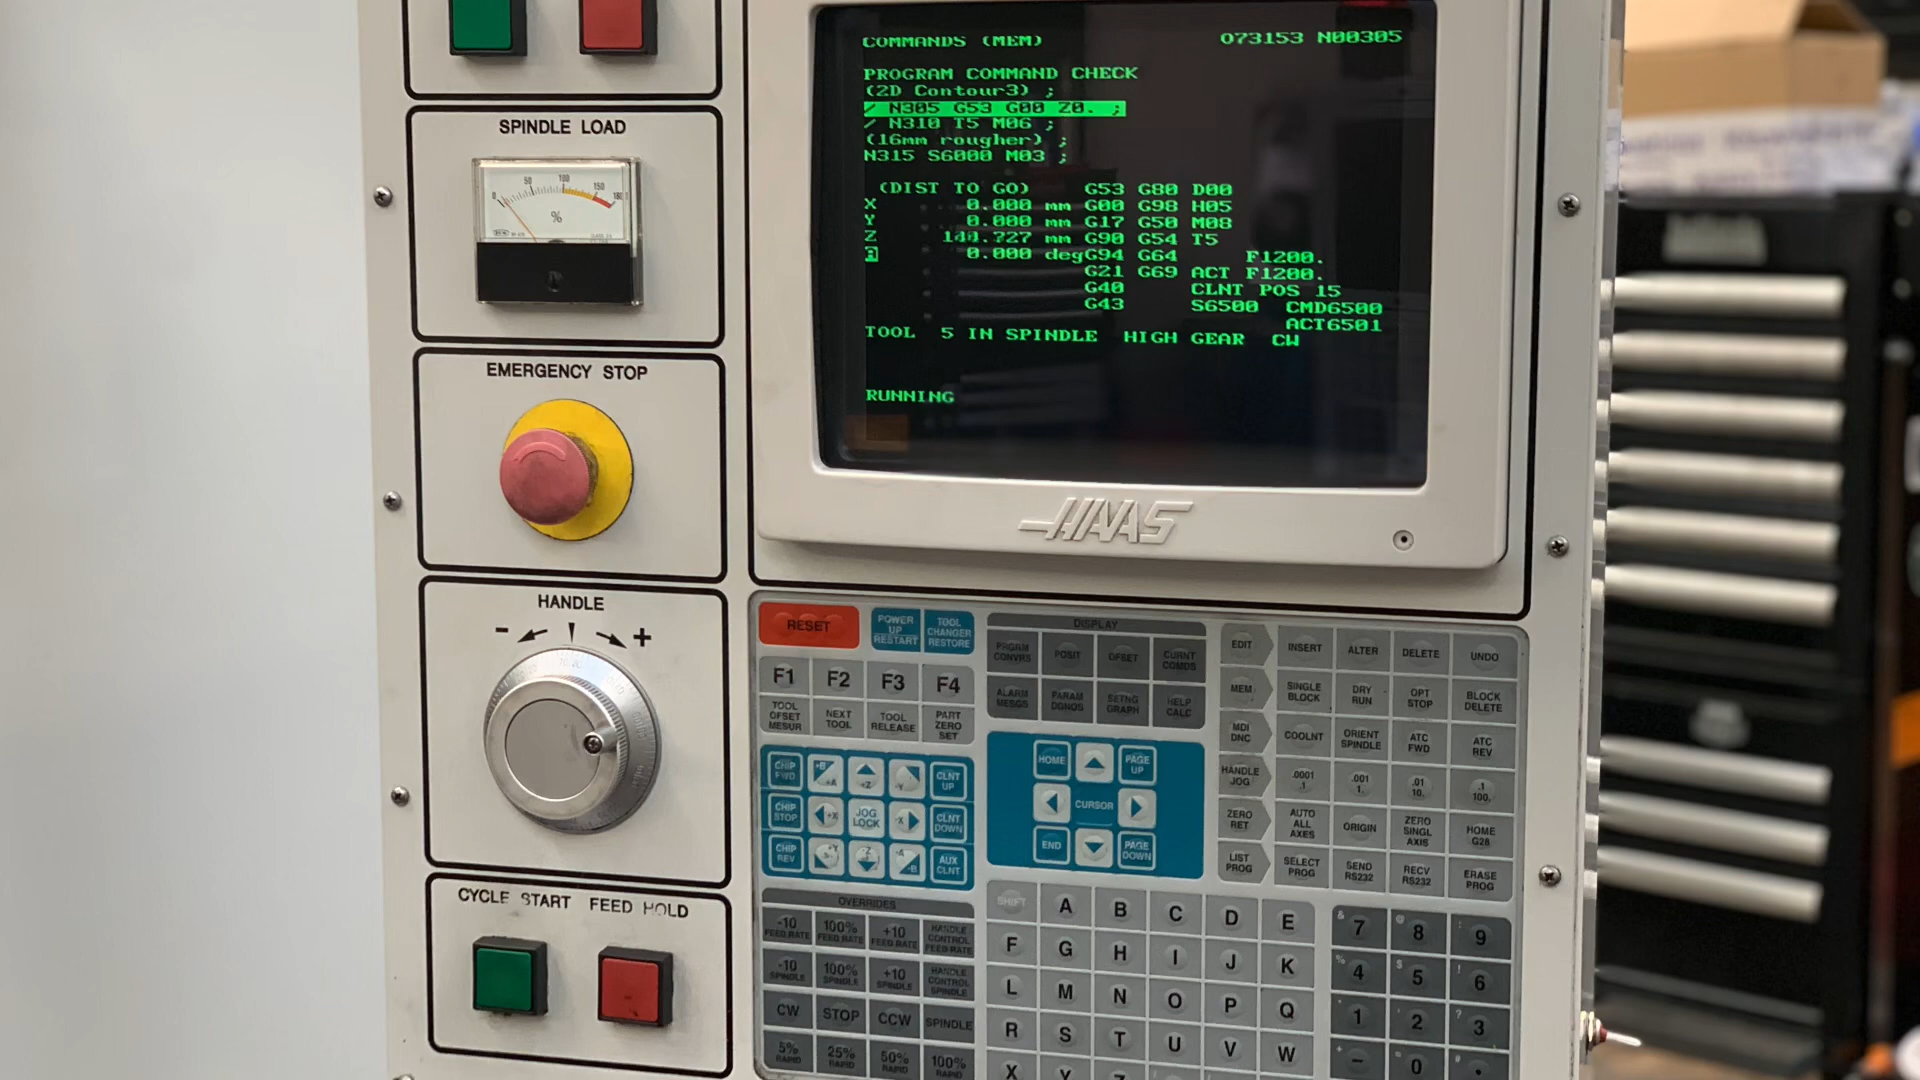 COMMANDS (MEM) O73153 N00305
PROGRAM COMMAND CHECK
(2D Contour3) ;
/ N305 G53 G00 Z0. ;
/ N310 T5 M06 ;
(16mm rougher) ;
N315 S6000 M03 ;
(DIST TO GO) G53 G80 D00
X 0.000 mm G00 G98 H05
Y 0.000 mm G17 G50 M08
Z mm G90 G54 T5
A 0.000 deg G94 G64 F1200.
G21 G69 ACT F1200.
G40 CLNT POS 15
G43 S6500 CMD6500
ACT6501
TOOL 5 IN SPINDLE HIGH GEAR CW
RUNNING
HAAS
SPINDLE LOAD
0 50 100 150
%
EMERGENCY STOP
HANDLE
- +
CYCLE START FEED HOLD
RESET
POWER UP RESTART
TOOL CHANGER RESTORE
F1 F2 F3 F4
TOOL OFSET MESUR
NEXT TOOL
TOOL RELEASE
PART ZERO SET
DISPLAY
PRGRM CONVRS
POSIT
OFSET
CURNT COMDS
ALARM MESGS
PARAM DGNOS
SETNG GRAPH
HELP CALC
EDIT INSERT ALTER DELETE UNDO
MEM
SINGLE BLOCK
DRY RUN
OPT STOP
BLOCK DELETE
MDI DNC
COOLNT
ORIENT SPINDLE
ATC FWD
ATC REV
HANDLE JOG
.0001 .1
.001 1.
.01 10.
.1 100.
ZERO RET
AUTO ALL AXES
ORIGIN
ZERO SINGL AXIS
HOME G28
LIST PROG
SELECT PROG
SEND RS232
RECV RS232
ERASE PROG
CHIP FWD
+B +A
+Z
-Y
CLNT UP
CHIP STOP
+X
JOG LOCK
-X
CLNT DOWN
CHIP REV
+Y
-Z
-A -B
AUX CLNT
HOME
PAGE UP
CURSOR
END
PAGE DOWN
OVERRIDES
-10 FEED RATE
100% FEED RATE
+10 FEED RATE
HANDLE CONTROL FEED RATE
-10 SPINDLE
100% SPINDLE
+10 SPINDLE
HANDLE CONTROL SPINDLE
CW STOP CCW SPINDLE
5% RAPID
25% RAPID
50% RAPID
100% RAPID
SHIFT A B C D E
F G H I J K
L M N O P Q
R S T U V W
X Y
7 8 9
4 5 6
1 2 3
- 0 .